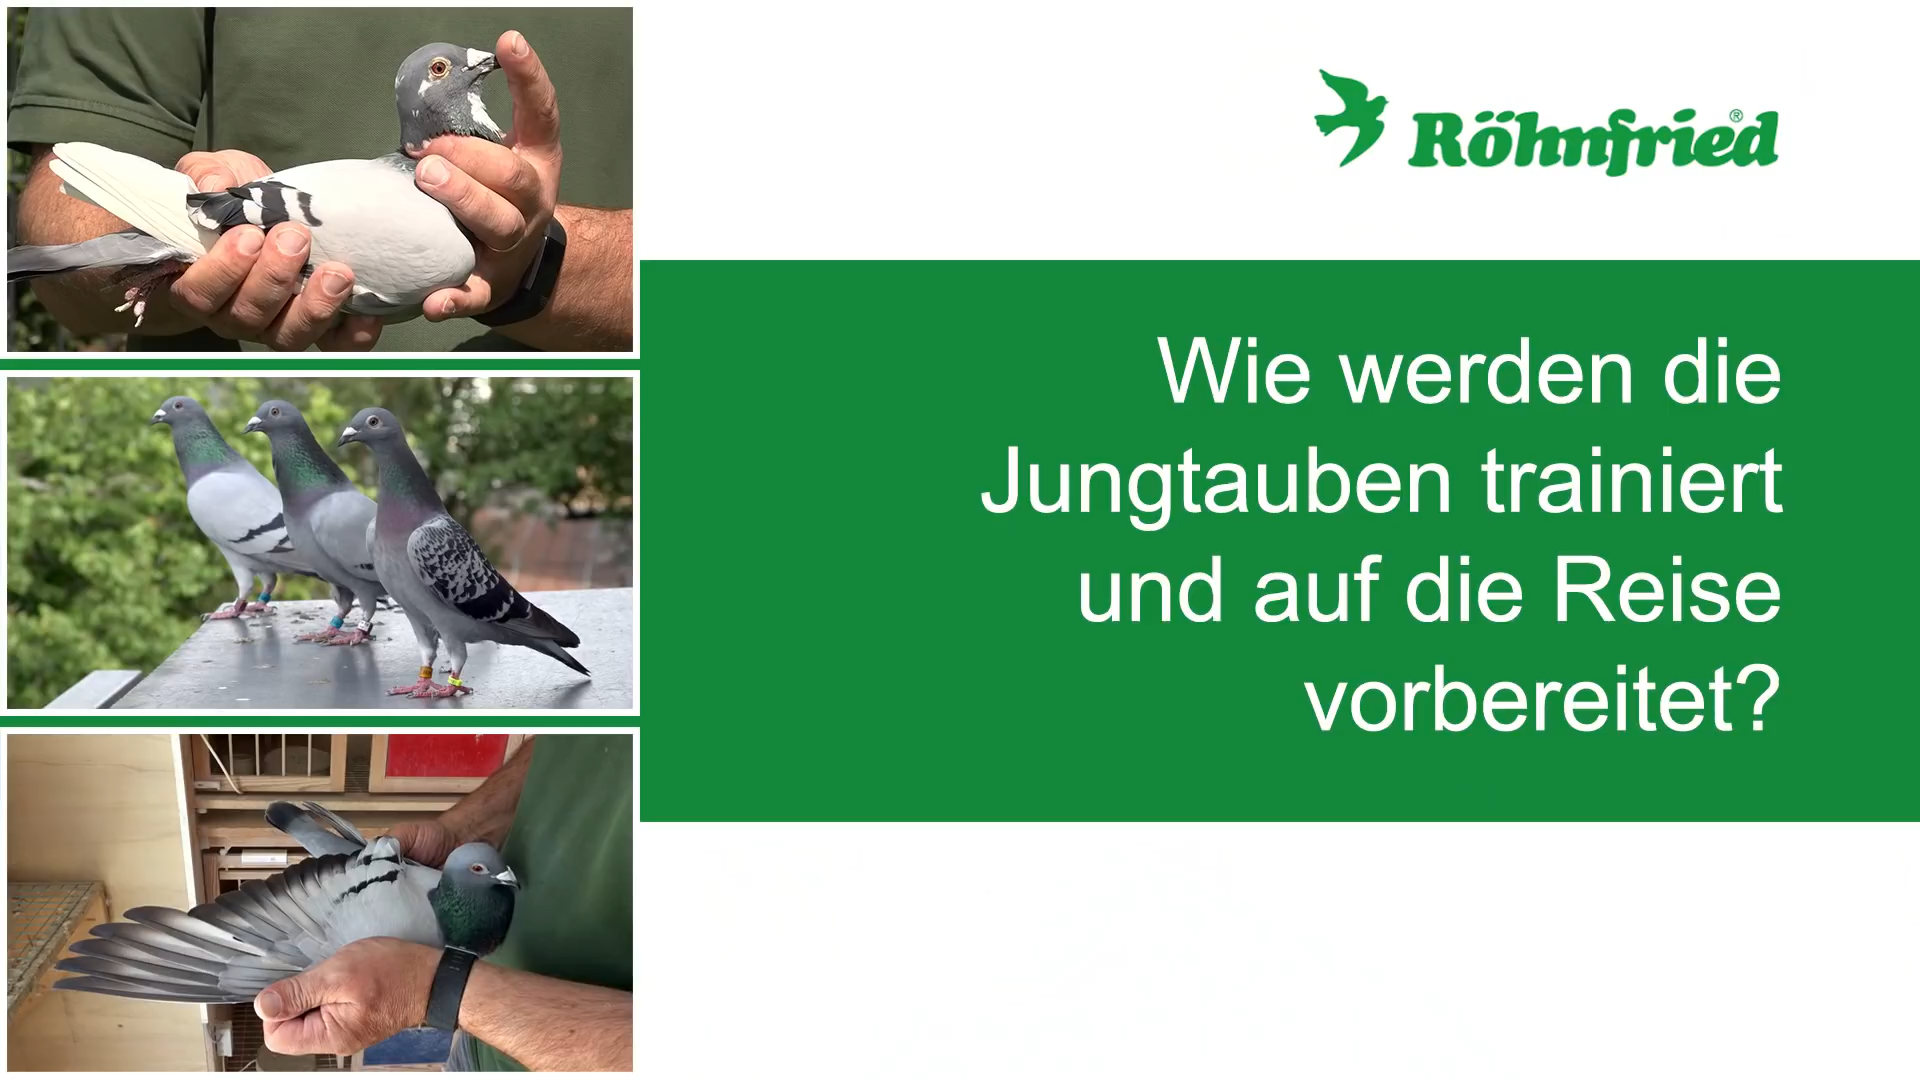 Röhnfried®
Wie werden die
Jungtauben trainiert
und auf die Reise
vorbereitet?